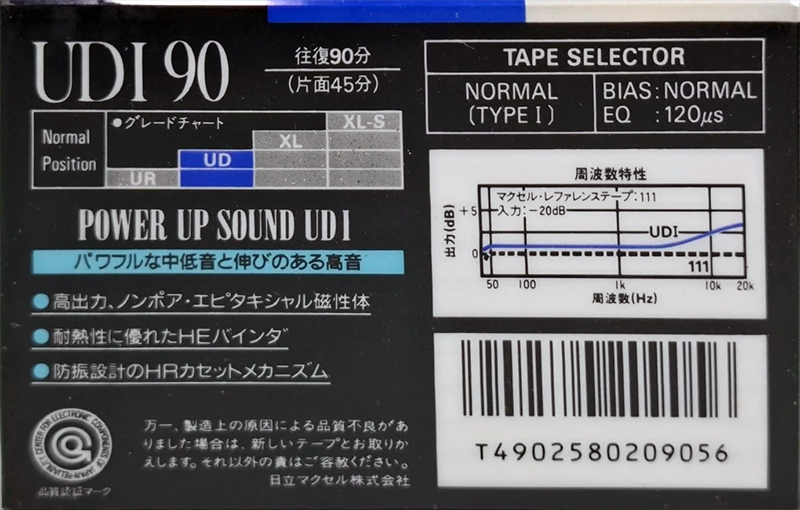 UDI 90
往復90分
(片面45分)
TAPE SELECTOR
NORMAL
(TYPE I)
BIAS : NORMAL
EQ : 120μs
Normal
Position
●グレードチャート
XL-S
XL
UD
UR
POWER UP SOUND UD I
パワフルな中低音と伸びのある高音
●高出力、ノンポア・エピタキシャル磁性体
●耐熱性に優れたHEバインダ
●防振設計のHRカセットメカニズム
周波数特性
マクセル・レファレンステープ:111
入力:−20dB
出力(dB)
+5
0
UDI
111
50 100 1k 10k 20k
周波数(Hz)
CENTER FOR ELECTRONIC COMPONENTS OF JAPAN-RELIABILITY
品質認証マーク
万一、製造上の原因による品質不良があ
りました場合は、新しいテープとお取りか
えします。それ以外の責はご容赦ください。
日立マクセル株式会社
T4902580209056